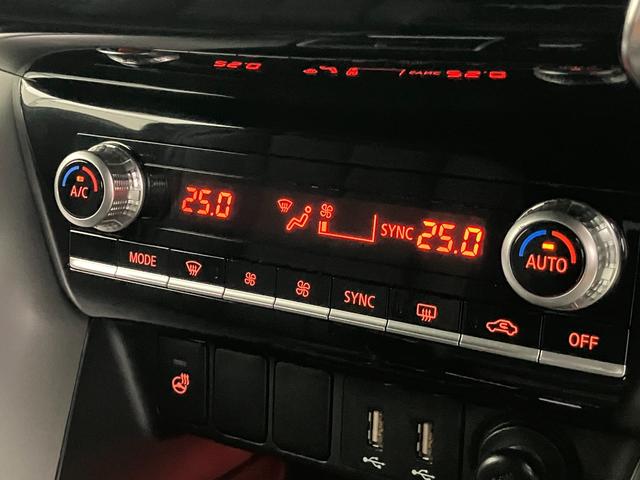 A/C
25.0
SYNC 25.0
AUTO
MODE
SYNC
OFF